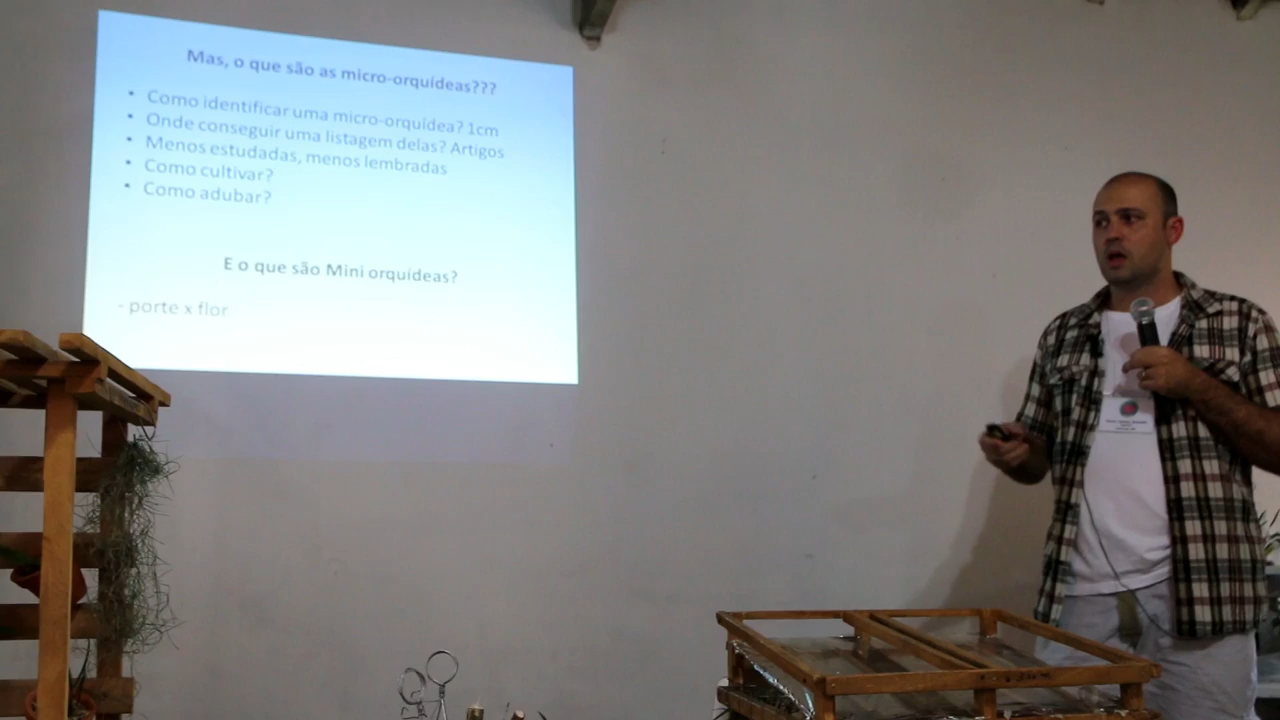 Mas, o que são as micro-orquídeas???
• Como identificar uma micro-orquídea? 1cm
• Onde conseguir uma listagem delas? Artigos
• Menos estudadas, menos lembradas
• Como cultivar?
• Como adubar?
E o que são Mini orquídeas?
- porte x flor